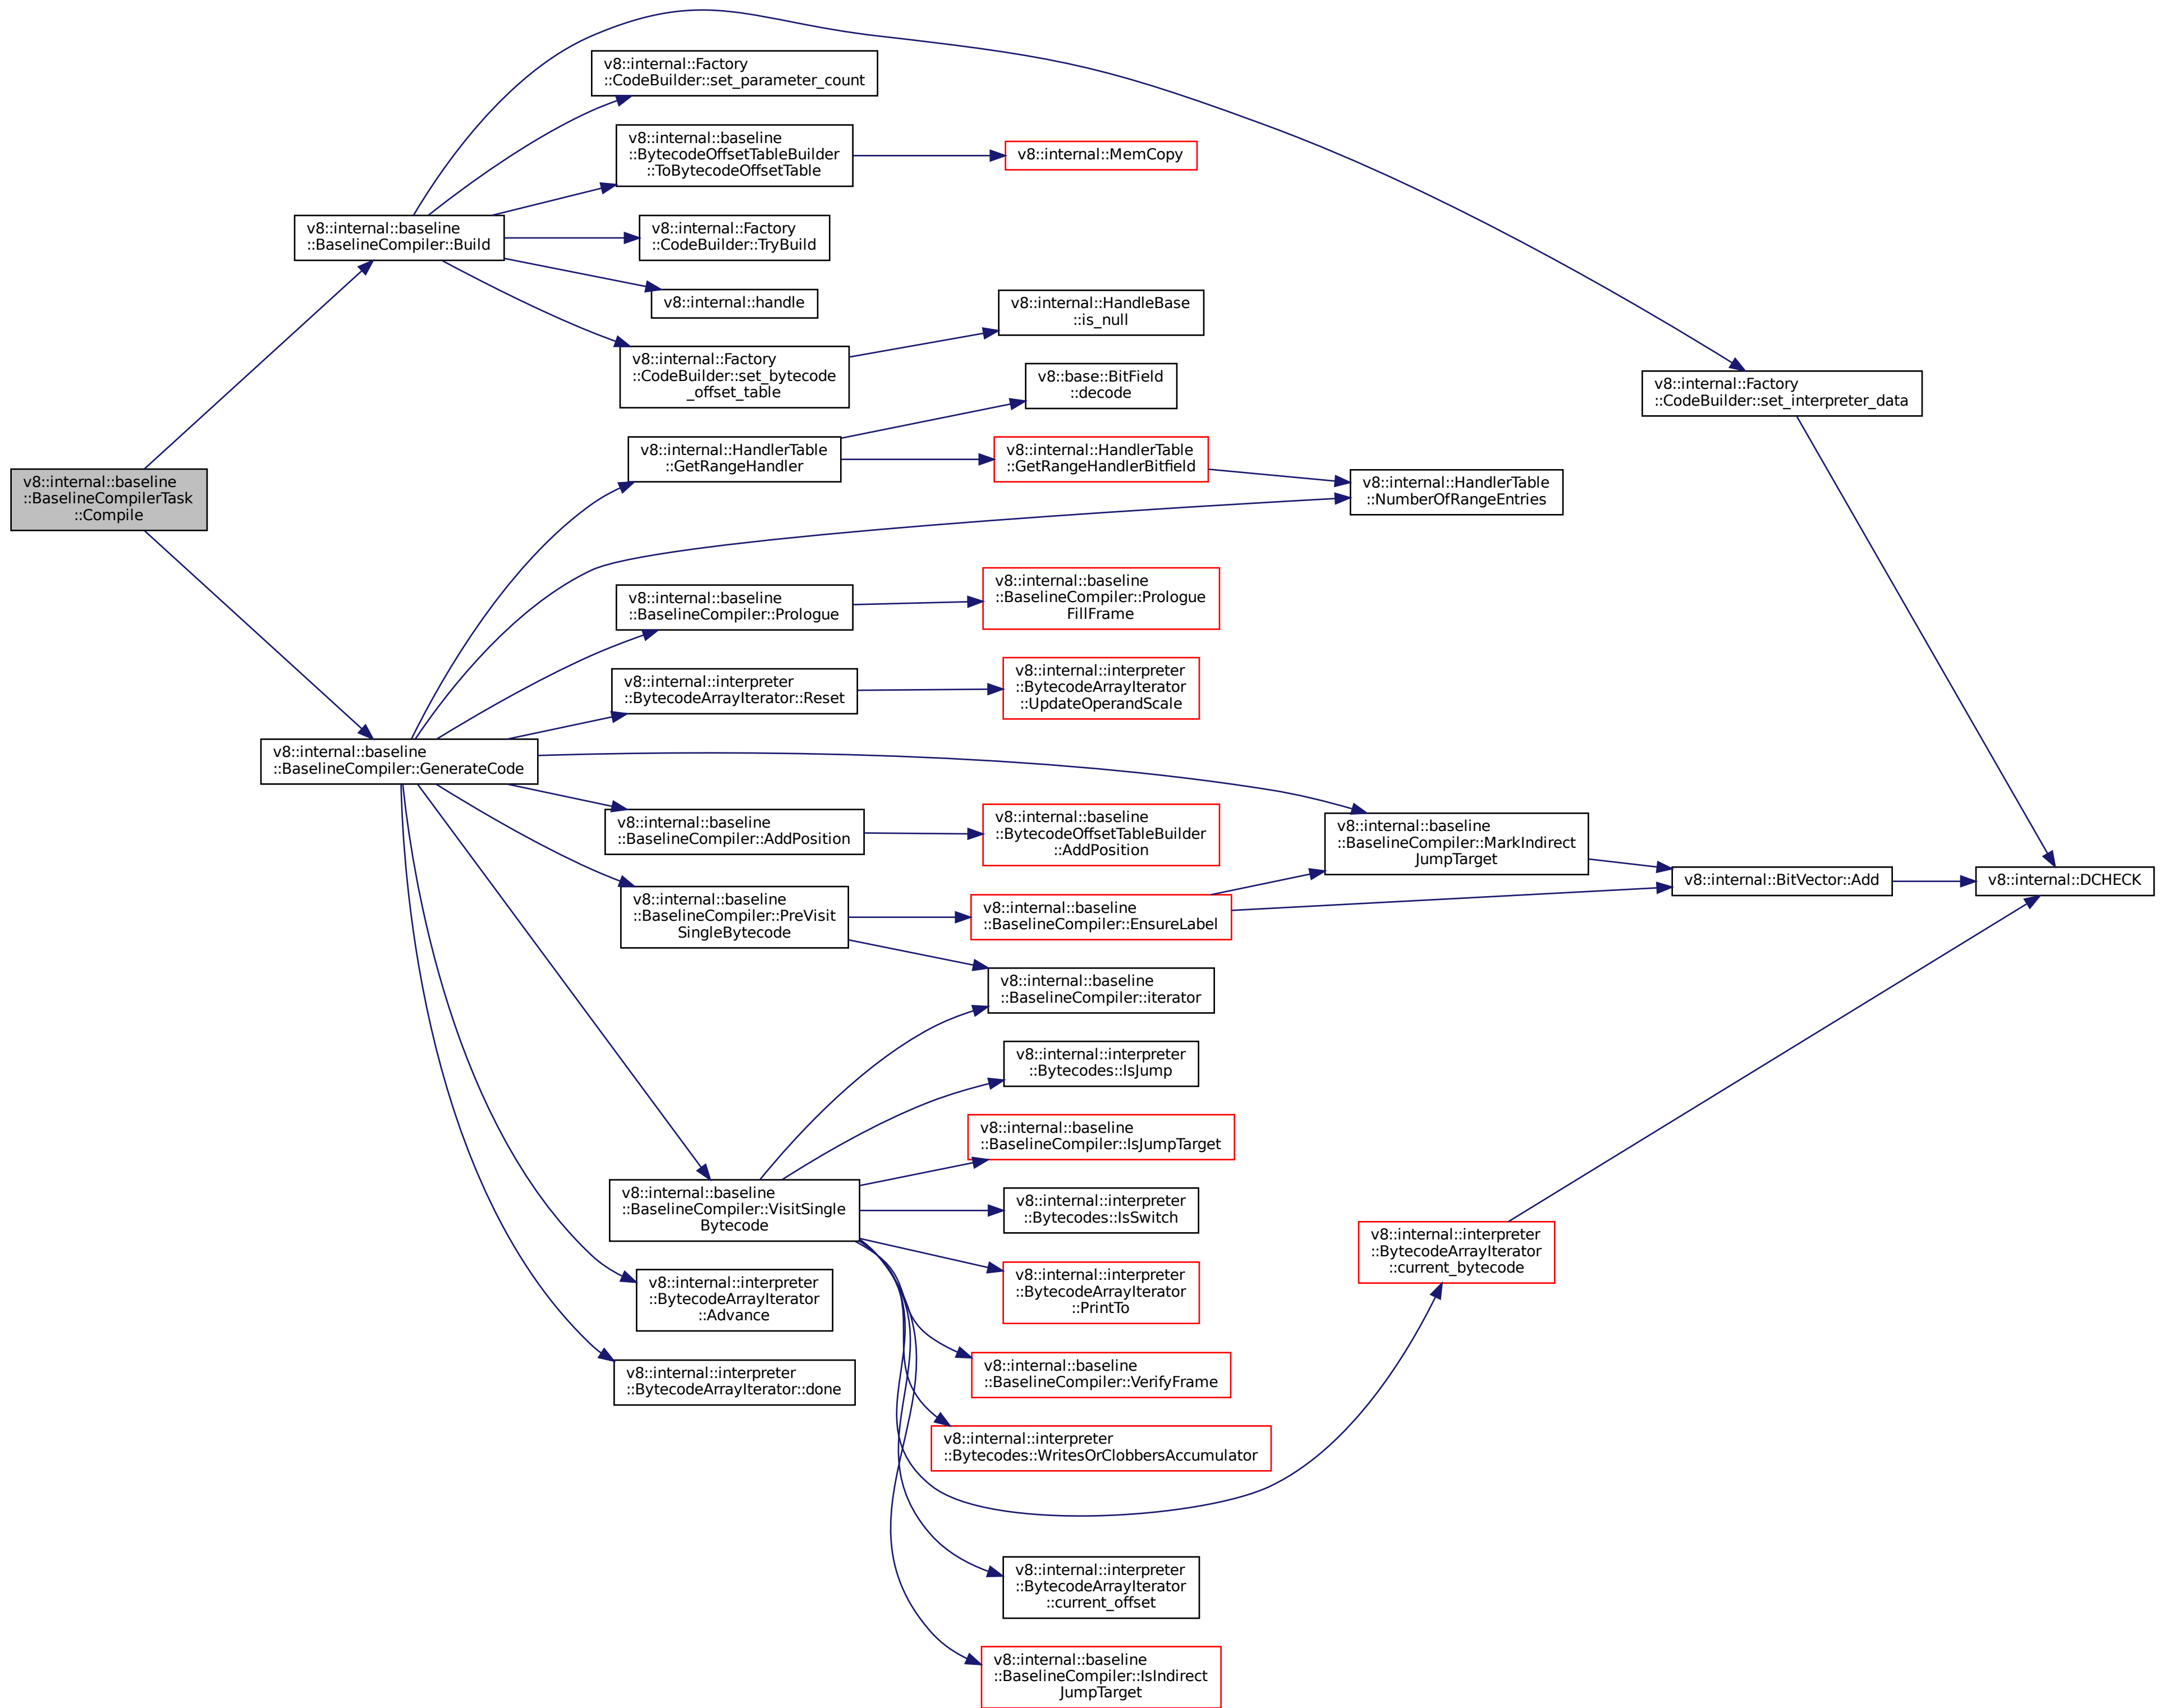 v8::internal::baseline
::BaselineCompilerTask
::Compile
v8::internal::baseline
::BaselineCompiler::Build
v8::internal::Factory
::CodeBuilder::set_parameter_count
v8::internal::baseline
::BytecodeOffsetTableBuilder
::ToBytecodeOffsetTable
v8::internal::MemCopy
v8::internal::Factory
::CodeBuilder::TryBuild
v8::internal::handle
v8::internal::Factory
::CodeBuilder::set_bytecode
_offset_table
v8::internal::HandleBase
::is_null
v8::internal::Factory
::CodeBuilder::set_interpreter_data
v8::base::BitField
::decode
v8::internal::HandlerTable
::GetRangeHandler
v8::internal::HandlerTable
::GetRangeHandlerBitfield
v8::internal::HandlerTable
::NumberOfRangeEntries
v8::internal::baseline
::BaselineCompiler::Prologue
v8::internal::baseline
::BaselineCompiler::Prologue
FillFrame
v8::internal::interpreter
::BytecodeArrayIterator::Reset
v8::internal::interpreter
::BytecodeArrayIterator
::UpdateOperandScale
v8::internal::baseline
::BaselineCompiler::GenerateCode
v8::internal::baseline
::BaselineCompiler::AddPosition
v8::internal::baseline
::BytecodeOffsetTableBuilder
::AddPosition
v8::internal::baseline
::BaselineCompiler::MarkIndirect
JumpTarget
v8::internal::BitVector::Add
v8::internal::DCHECK
v8::internal::baseline
::BaselineCompiler::PreVisit
SingleBytecode
v8::internal::baseline
::BaselineCompiler::EnsureLabel
v8::internal::baseline
::BaselineCompiler::iterator
v8::internal::interpreter
::Bytecodes::IsJump
v8::internal::baseline
::BaselineCompiler::IsJumpTarget
v8::internal::baseline
::BaselineCompiler::VisitSingle
Bytecode
v8::internal::interpreter
::Bytecodes::IsSwitch
v8::internal::interpreter
::BytecodeArrayIterator
::PrintTo
v8::internal::interpreter
::BytecodeArrayIterator
::current_bytecode
v8::internal::interpreter
::BytecodeArrayIterator
::Advance
v8::internal::baseline
::BaselineCompiler::VerifyFrame
v8::internal::interpreter
::BytecodeArrayIterator::done
v8::internal::interpreter
::Bytecodes::WritesOrClobbersAccumulator
v8::internal::interpreter
::BytecodeArrayIterator
::current_offset
v8::internal::baseline
::BaselineCompiler::IsIndirect
JumpTarget